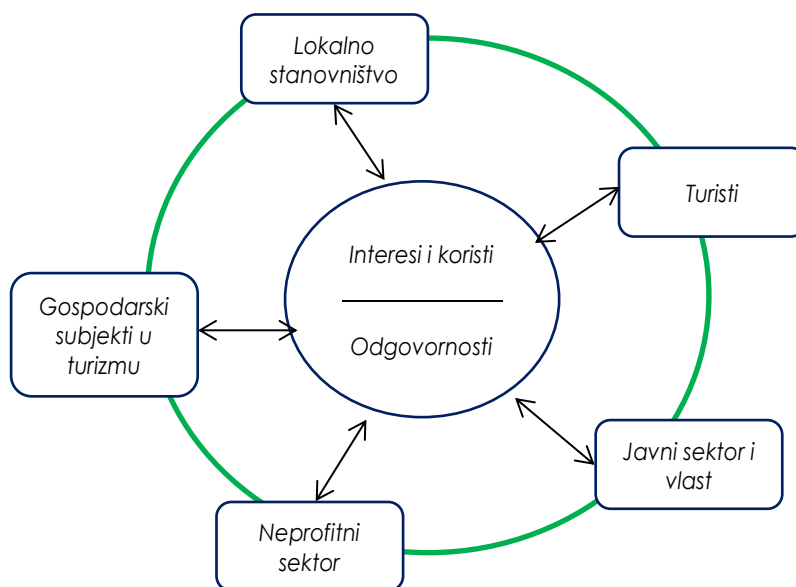 Lokalno
stanovništvo
Turisti
Interesi i koristi
Odgovornosti
Gospodarski
subjekti u
turizmu
Javni sektor i
vlast
Neprofitni
sektor